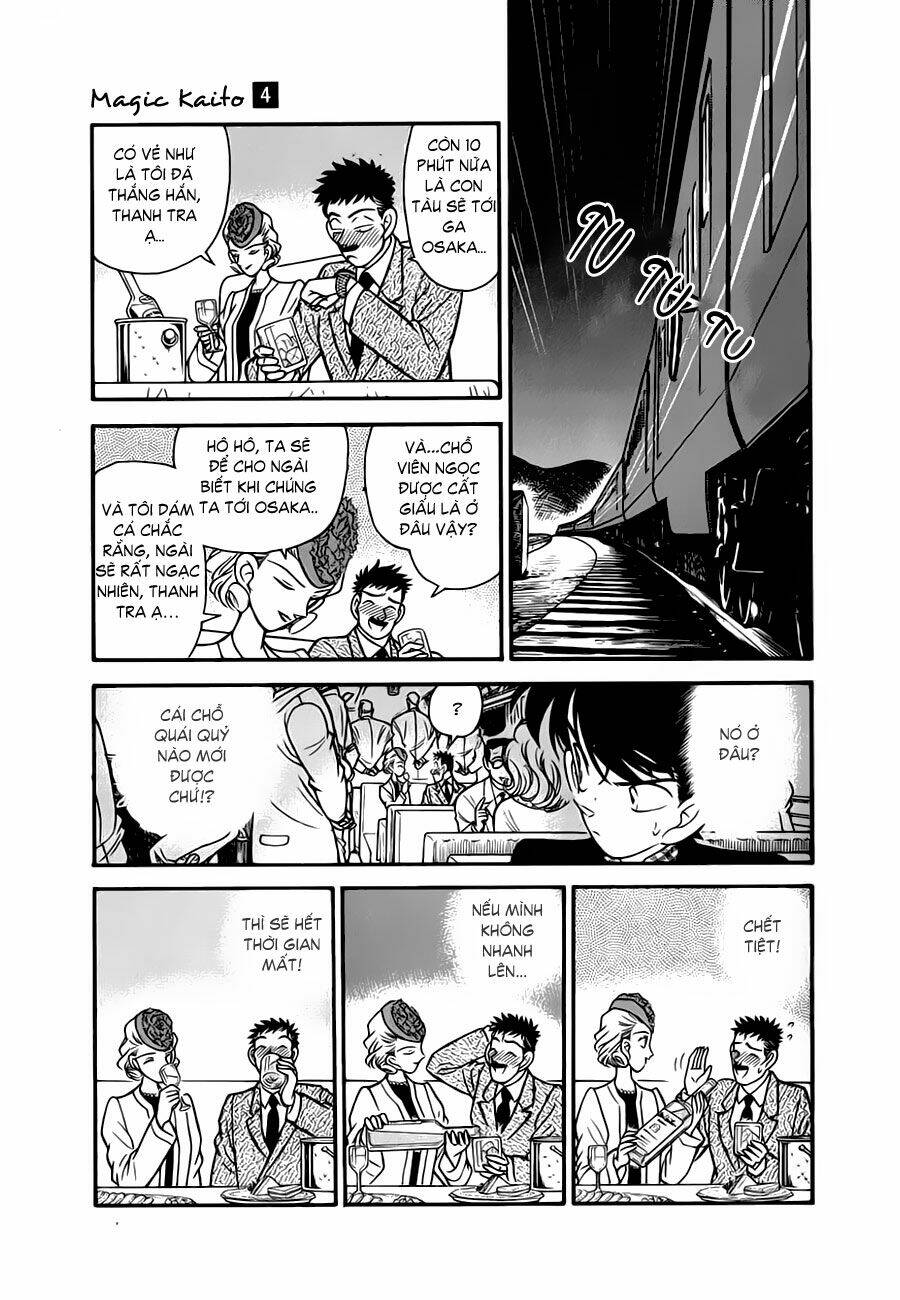 Magic Kaito 4
TU TU TU
CÒN 10
PHÚT NỮA
LÀ CON
TÀU SẼ TỚI
GA
OSAKA...
CÓ VẺ NHƯ
LÀ TÔI ĐÃ
THẮNG HẮN,
THANH TRA
Ạ...
VÀ...CHỖ
VIÊN NGỌC
ĐƯỢC CẤT
GIẤU LÀ Ở
ĐÂU VẬY?
HÔ HÔ, TA SẼ
ĐỂ CHO NGÀI
BIẾT KHI CHÚNG
TA TỚI OSAKA..
VÀ TÔI DÁM
CÁ CHẮC
RẰNG, NGÀI
SẼ RẤT NGẠC
NHIÊN, THANH
TRA Ạ...
NÓ Ở
ĐÂU?
?
CÁI CHỖ
QUÁI QUỶ
NÀO MỚI
ĐƯỢC
CHỨ!?
CHẾT
TIỆT!
NẾU MÌNH
KHÔNG
NHANH
LÊN...
THÌ SẼ HẾT
THỜI GIAN
MẤT!